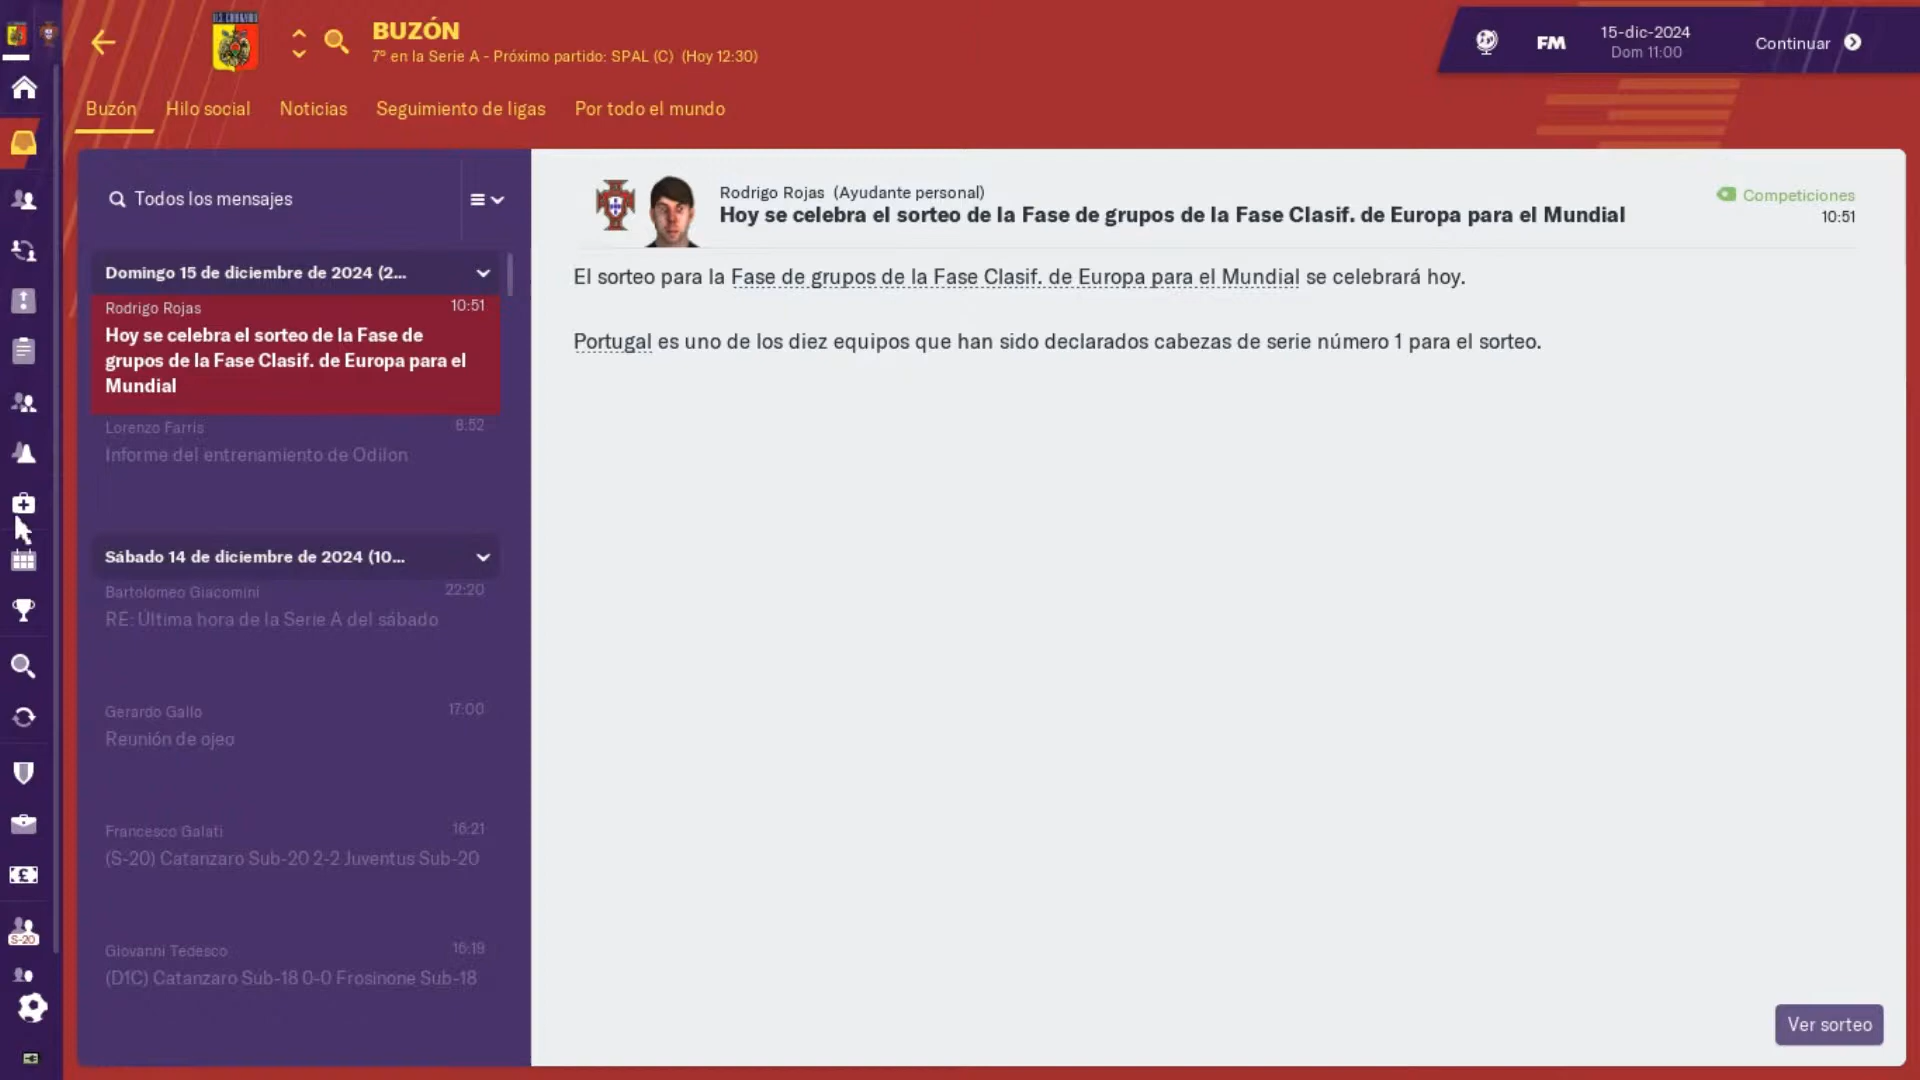 BUZÓN
7º en la Serie A - Próximo partido: SPAL (C) (Hoy 12:30)
FM
15-dic-2024
Dom 11:00
Continuar
Buzón
Hilo social
Noticias
Seguimiento de ligas
Por todo el mundo
Todos los mensajes
Domingo 15 de diciembre de 2024 (2...
Rodrigo Rojas 10:51
Hoy se celebra el sorteo de la Fase de
grupos de la Fase Clasif. de Europa para el
Mundial
Lorenzo Farris 8:52
Informe del entrenamiento de Odilon
Sábado 14 de diciembre de 2024 (10...
Bartolomeo Giacomini 22:20
RE: Última hora de la Serie A del sábado
Gerardo Gallo 17:00
Reunión de ojeo
Francesco Galati 16:21
(S-20) Catanzaro Sub-20 2-2 Juventus Sub-20
Giovanni Tedesco 16:19
(D1C) Catanzaro Sub-18 0-0 Frosinone Sub-18
S-20
Rodrigo Rojas (Ayudante personal)
Hoy se celebra el sorteo de la Fase de grupos de la Fase Clasif. de Europa para el Mundial
Competiciones
10:51
El sorteo para la Fase de grupos de la Fase Clasif. de Europa para el Mundial se celebrará hoy.
Portugal es uno de los diez equipos que han sido declarados cabezas de serie número 1 para el sorteo.
Ver sorteo